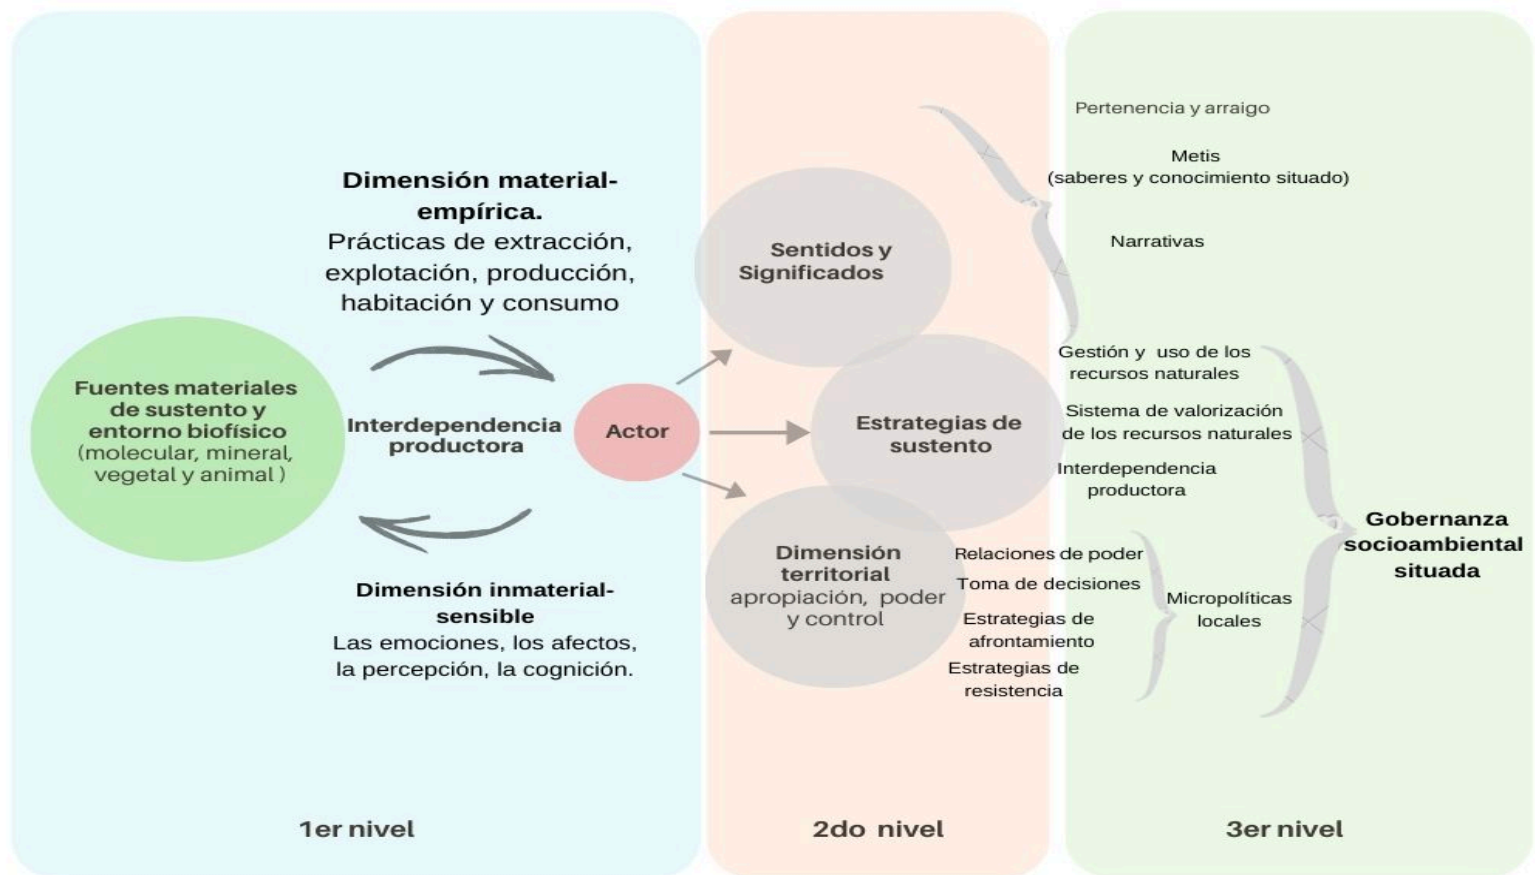 Dimensión material-
empírica.
Prácticas de extracción,
explotación, producción,
habitación y consumo
Fuentes materiales
de sustento y
entorno biofísico
(molecular, mineral,
vegetal y animal )
Interdependencia
productora
Actor
Dimensión inmaterial-
sensible
Las emociones, los afectos,
la percepción, la cognición.
1er nivel
Sentidos y
Significados
Estrategias de
sustento
Dimensión
territorial
apropiación, poder
y control
2do nivel
Pertenencia y arraigo
Metis
(saberes y conocimiento situado)
Narrativas
Gestión y uso de los
recursos naturales
Sistema de valorización
de los recursos naturales
Interdependencia
productora
Relaciones de poder
Toma de decisiones
Estrategias de
afrontamiento
Estrategias de
resistencia
Micropolíticas
locales
Gobernanza
socioambiental
situada
3er nivel